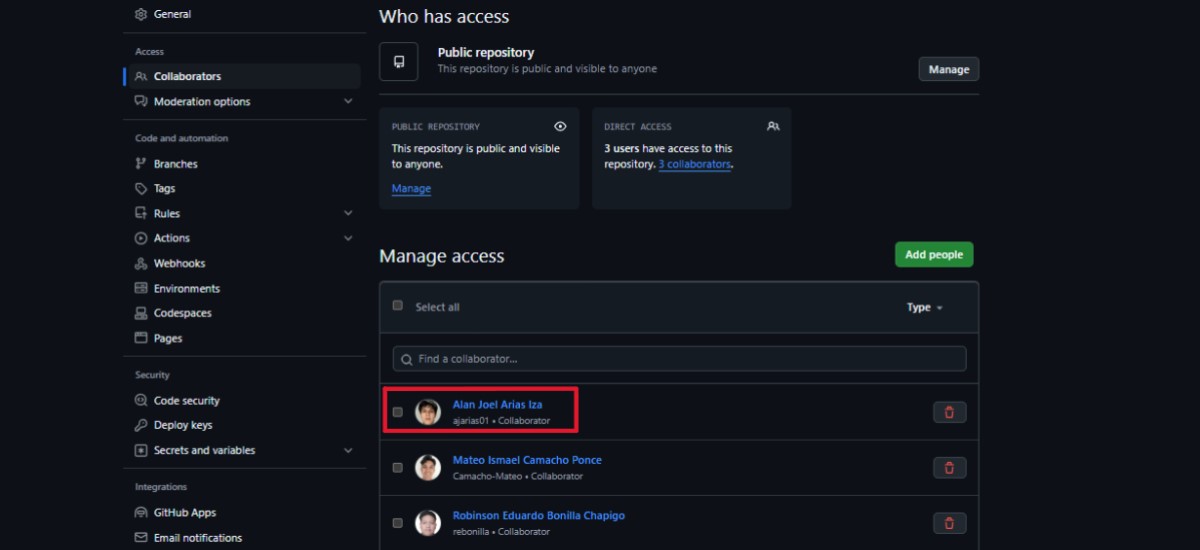 General
Access
Collaborators
Moderation options
Code and automation
Branches
Tags
Rules
Actions
Webhooks
Environments
Codespaces
Pages
Security
Code security
Deploy keys
Secrets and variables
Integrations
GitHub Apps
Email notifications
Who has access
Public repository
This repository is public and visible to anyone
Manage
PUBLIC REPOSITORY
This repository is public and visible
to anyone.
Manage
DIRECT ACCESS
3 users have access to this
repository. 3 collaborators.
Manage access
Add people
Select all
Type
Find a collaborator...
Alan Joel Arias Iza
ajarias01 • Collaborator
Mateo Ismael Camacho Ponce
Camacho-Mateo • Collaborator
Robinson Eduardo Bonilla Chapigo
rebonilla • Collaborator